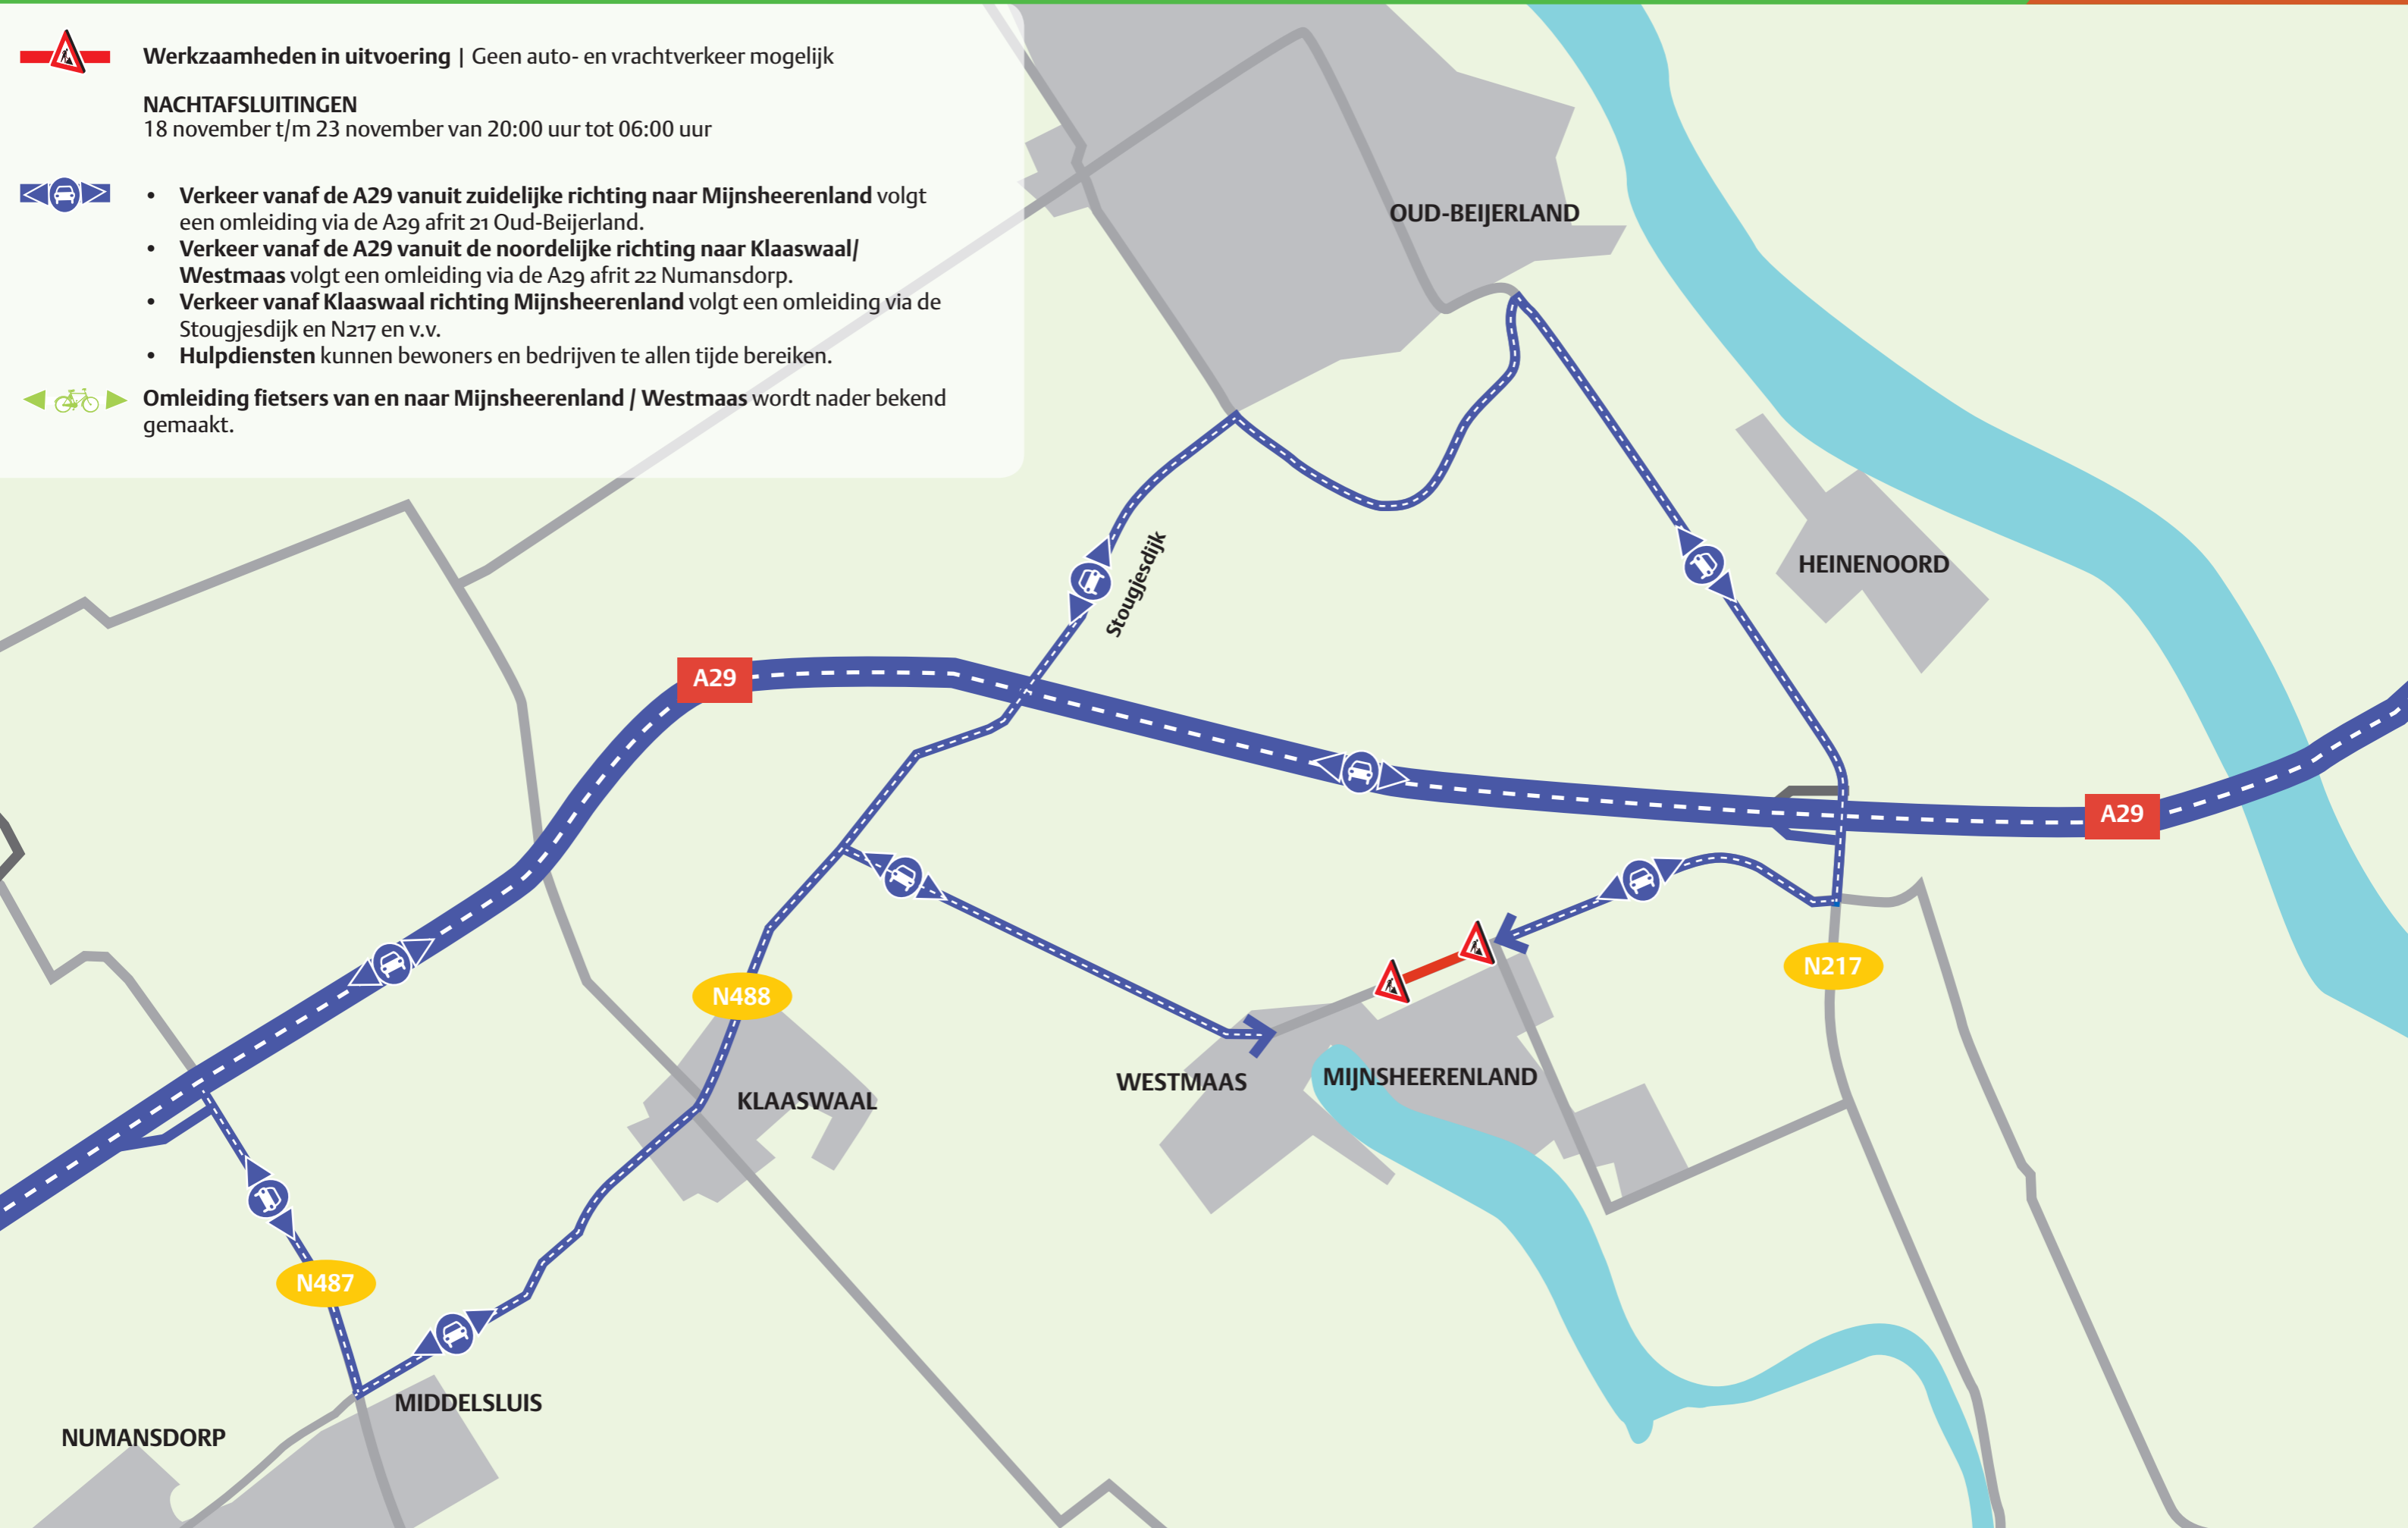 Werkzaamheden in uitvoering | Geen auto- en vrachtverkeer mogelijk
NACHTAFSLUITINGEN
18 november t/m 23 november van 20:00 uur tot 06:00 uur
• Verkeer vanaf de A29 vanuit zuidelijke richting naar Mijnsheerenland volgt
een omleiding via de A29 afrit 21 Oud-Beijerland.
• Verkeer vanaf de A29 vanuit de noordelijke richting naar Klaaswaal/
Westmaas volgt een omleiding via de A29 afrit 22 Numansdorp.
• Verkeer vanaf Klaaswaal richting Mijnsheerenland volgt een omleiding via de
Stougjesdijk en N217 en v.v.
• Hulpdiensten kunnen bewoners en bedrijven te allen tijde bereiken.
Omleiding fietsers van en naar Mijnsheerenland / Westmaas wordt nader bekend
gemaakt.
OUD-BEIJERLAND
HEINENOORD
Stougjesdijk
A29
A29
N217
N488
WESTMAAS
MIJNSHEERENLAND
KLAASWAAL
N487
MIDDELSLUIS
NUMANSDORP